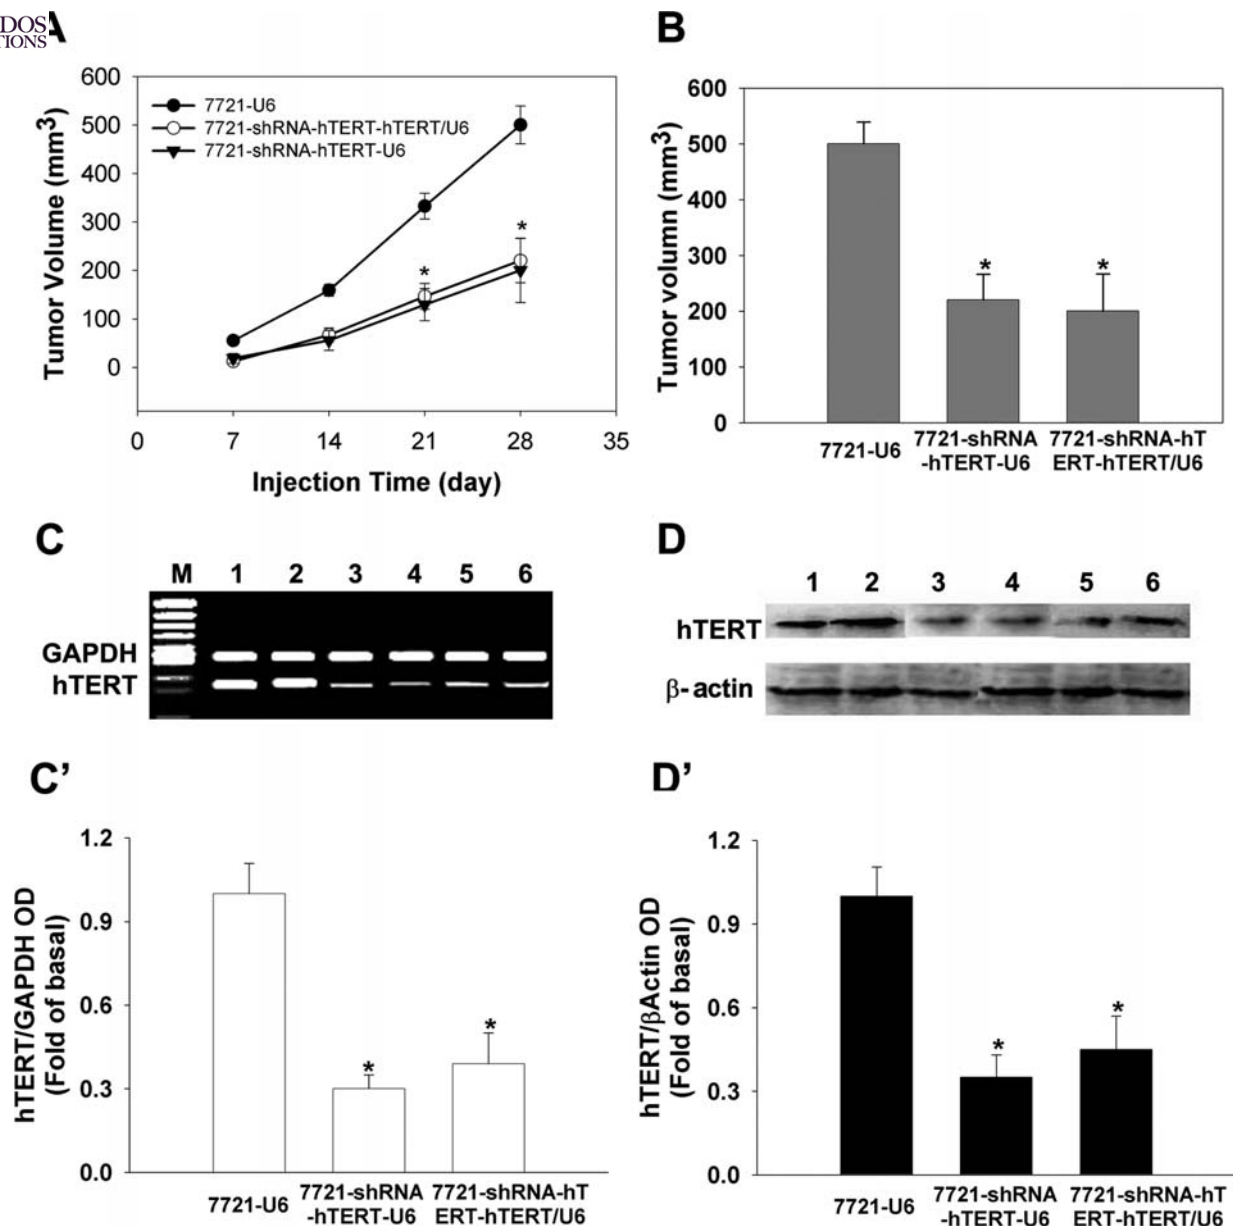 DOS
TIONS
A
600
500
400
300
200
100
0
Tumor Volume (mm3)
7721-U6
7721-shRNA-hTERT-hTERT/U6
7721-shRNA-hTERT-U6
*
*
0 7 14 21 28 35
Injection Time (day)
B
600
500
400
300
200
100
0
Tumor volumn (mm3)
* *
7721-U6
7721-shRNA
-hTERT-U6
7721-shRNA-hT
ERT-hTERT/U6
C
M 1 2 3 4 5 6
GAPDH
hTERT
D
1 2 3 4 5 6
hTERT
β- actin
C'
1.2
0.9
0.6
0.3
0.0
hTERT/GAPDH OD
(Fold of basal)
* *
7721-U6
7721-shRNA
-hTERT-U6
7721-shRNA-hT
ERT-hTERT/U6
D'
1.2
0.9
0.6
0.3
0.0
hTERT/βActin OD
(Fold of basal)
* *
7721-U6
7721-shRNA
-hTERT-U6
7721-shRNA-hT
ERT-hTERT/U6